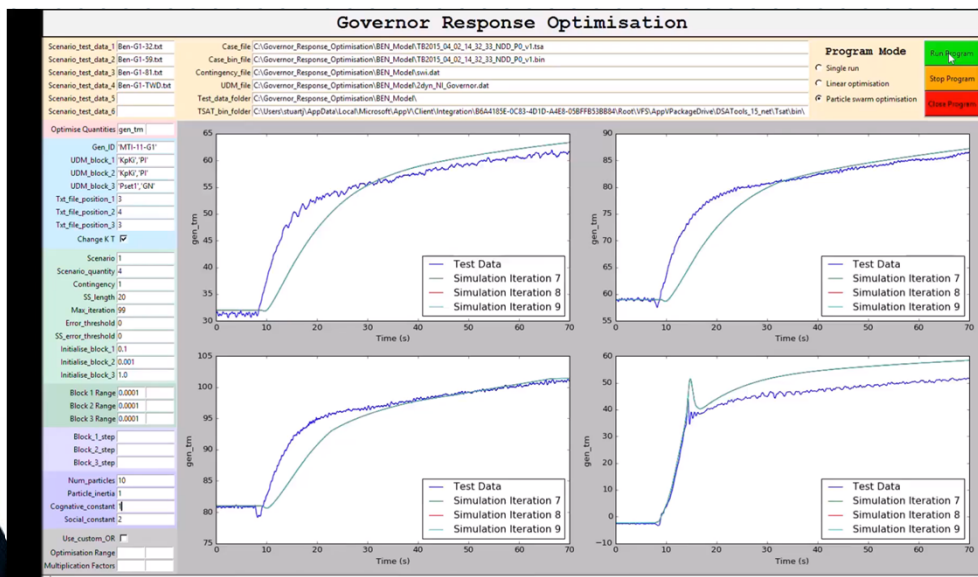 Governor Response Optimisation
Scenario_test_data_1 Ben-G1-32.txt
Scenario_test_data_2 Ben-G1-59.txt
Scenario_test_data_3 Ben-G1-81.txt
Scenario_test_data_4 Ben-G1-TWD.txt
Scenario_test_data_5
Scenario_test_data_6
Case_file C:\Governor_Response_Optimisation\BEN_Model\TB2015_04_02_14_32_33_NDD_P0_v1.tsa
Case_bin_file C:\Governor_Response_Optimisation\BEN_Model\TB2015_04_02_14_32_33_NDD_P0_v1.bin
Contingency_file C:\Governor_Response_Optimisation\BEN_Model\swi.dat
UDM_file C:\Governor_Response_Optimisation\BEN_Model\2dyn_NI_Governor.dat
Test_data_folder C:\Governor_Response_Optimisation\BEN_Model\
TSAT_bin_folder C:\Users\stuartj\AppData\Local\Microsoft\AppV\Client\Integration\B6A4185E-0C83-4D1D-A4E8-05BFFB53BB84\Root\VFS\AppVPackageDrive\DSATools_15_net\Tsat\bin\
Program Mode
Single run
Linear optimisation
Particle swarm optimisation
Run Program
Stop Program
Close Program
Optimise Quantities gen_tm
Gen_ID 'MTI-11-G1'
UDM_block_1 'KpKi','PI'
UDM_block_2 'KpKi','PI'
UDM_block_3 'Pset1','GN'
Txt_file_position_1 3
Txt_file_position_2 4
Txt_file_position_3 3
Change K T
Scenario 1
Scenario_quantity 4
Contingency 1
SS_length 20
Max_iteration 99
Error_threshold 0
SS_error_threshold 0
Initialise_block_1 0.1
Initialise_block_2 0.001
Initialise_block_3 1.0
Block 1 Range 0.0001
Block 2 Range 0.0001
Block 3 Range 0.0001
Block_1_step
Block_2_step
Block_3_step
Num_particles 10
Particle_inertia 1
Cognative_constant 1
Social_constant 2
Use_custom_OR
Optimisation Range
Multiplication Factors
65
60
55
50
45
40
35
30
gen_tm
0 10 20 30 40 50 60 70
Time (s)
Test Data
Simulation Iteration 7
Simulation Iteration 8
Simulation Iteration 9
90
85
80
75
70
65
60
55
gen_tm
0 10 20 30 40 50 60 70
Time (s)
Test Data
Simulation Iteration 7
Simulation Iteration 8
Simulation Iteration 9
105
100
95
90
85
80
75
gen_tm
0 10 20 30 40 50 60 70
Time (s)
Test Data
Simulation Iteration 7
Simulation Iteration 8
Simulation Iteration 9
60
50
40
30
20
10
0
−10
gen_tm
0 10 20 30 40 50 60 70
Time (s)
Test Data
Simulation Iteration 7
Simulation Iteration 8
Simulation Iteration 9